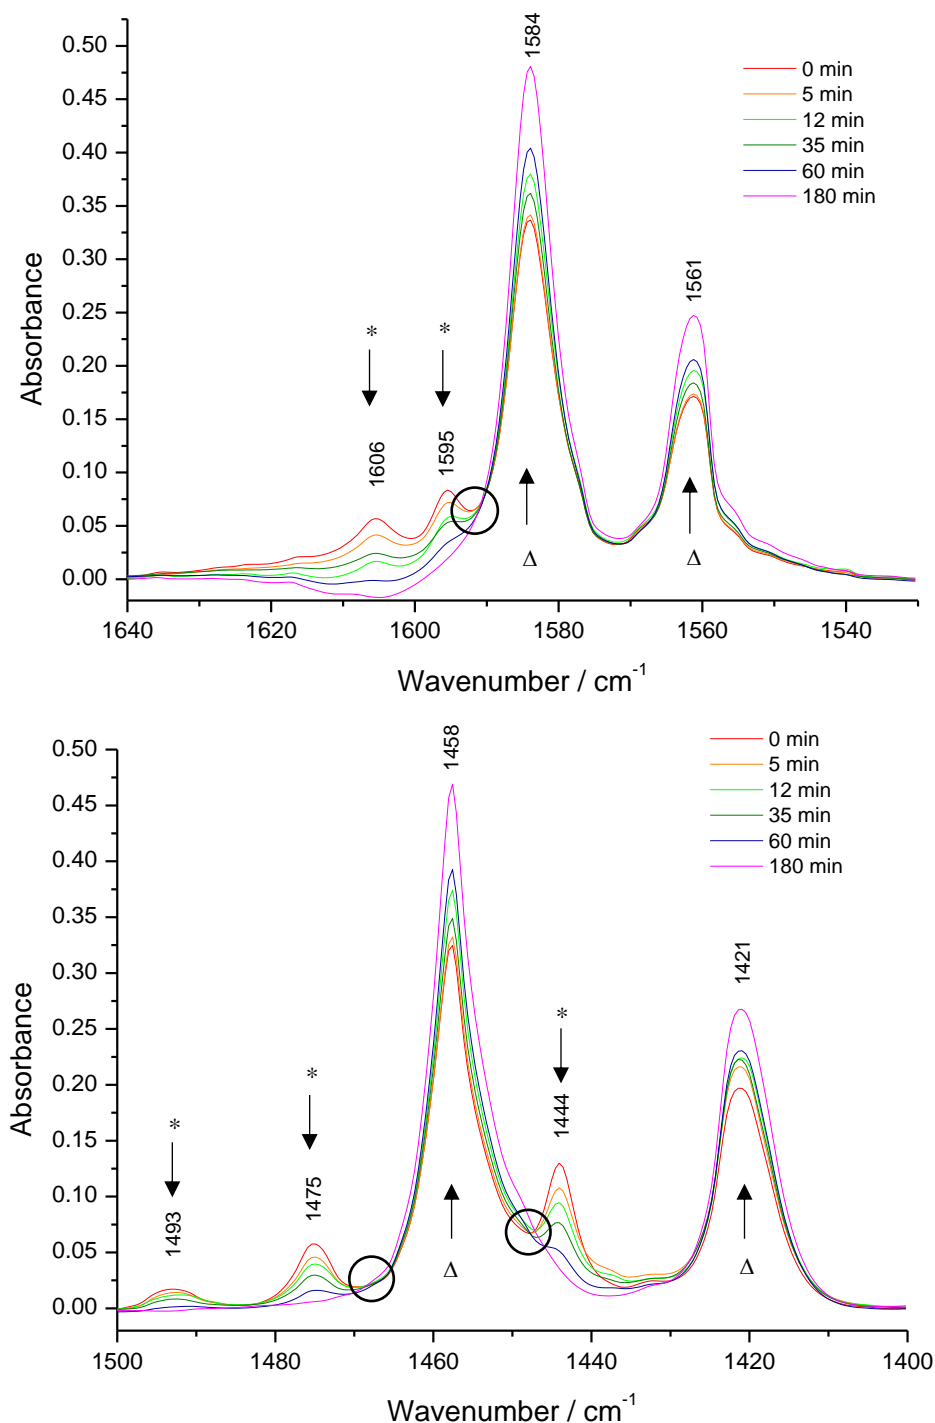 1584
0.50
0 min
0.45
5 min
12 min
0.40
35 min
60 min
0.35
180 min
0.30
1561
0.25
Absorbance
* *
0.20
0.15
1606 1595
0.10
0.05
Δ Δ
0.00
1640 1620 1600 1580 1560 1540
Wavenumber / cm-1
1458
0.50
0 min
5 min
0.45
12 min
35 min
0.40
60 min
180 min
0.35
0.30
1421
0.25
*
Absorbance
0.20
*
1444
0.15
*
1475
0.10
1493
0.05
Δ Δ
0.00
1500 1480 1460 1440 1420 1400
Wavenumber / cm-1